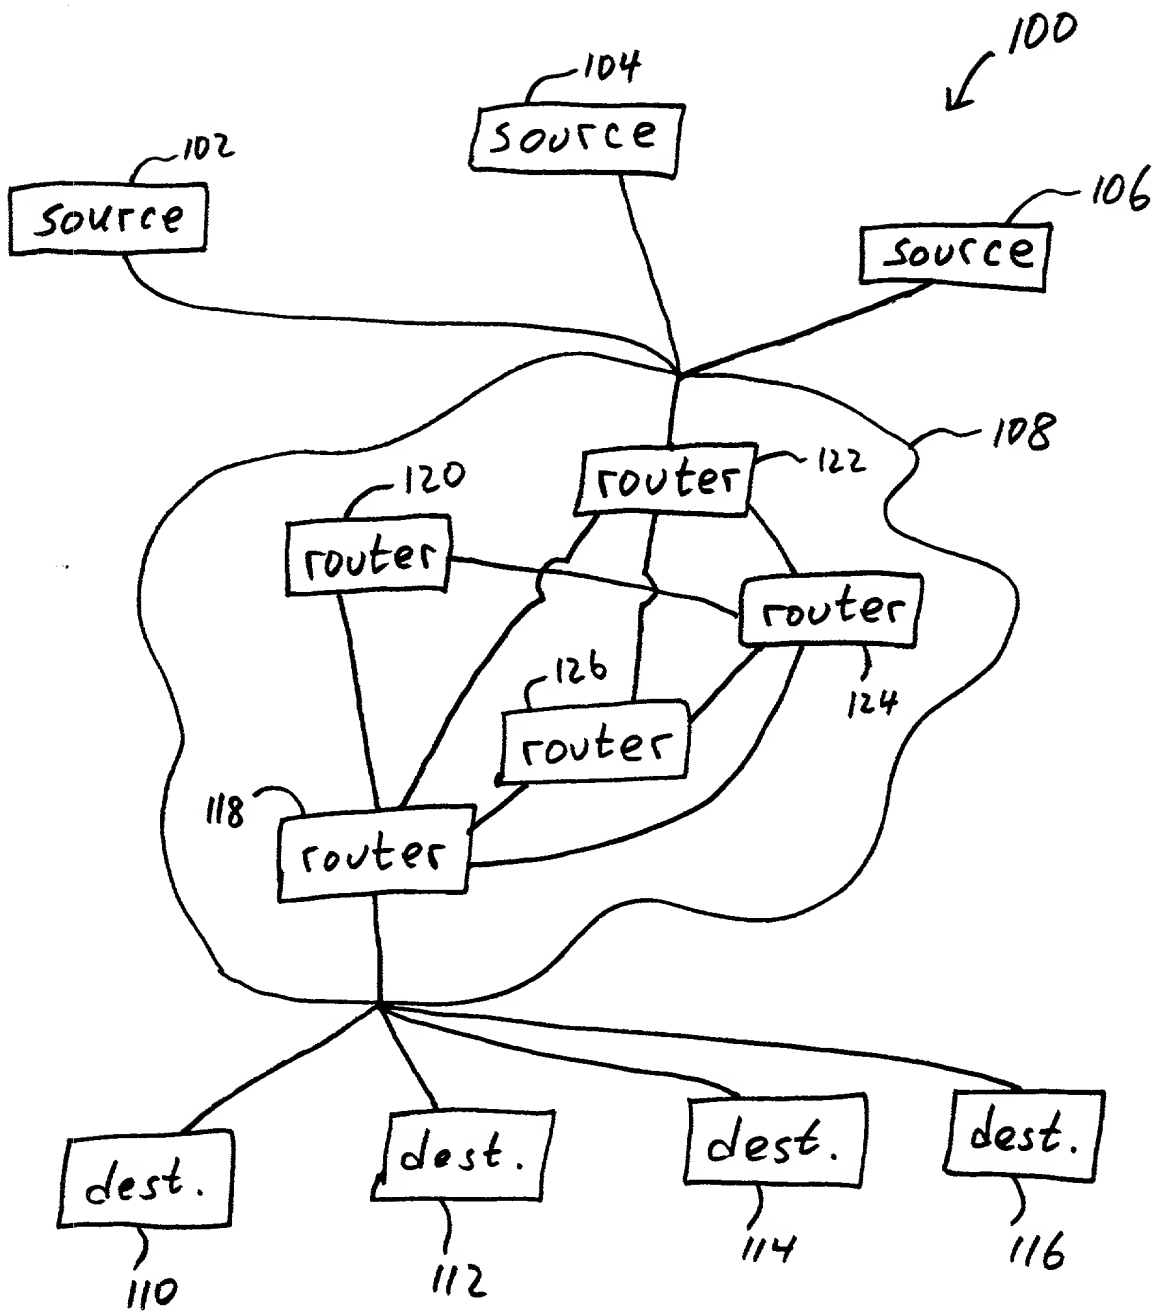 100
104
source
102
source
106
source
108
122
router
120
router
router
124
126
router
118
router
dest.
dest.
dest.
dest.
110
112
114
116